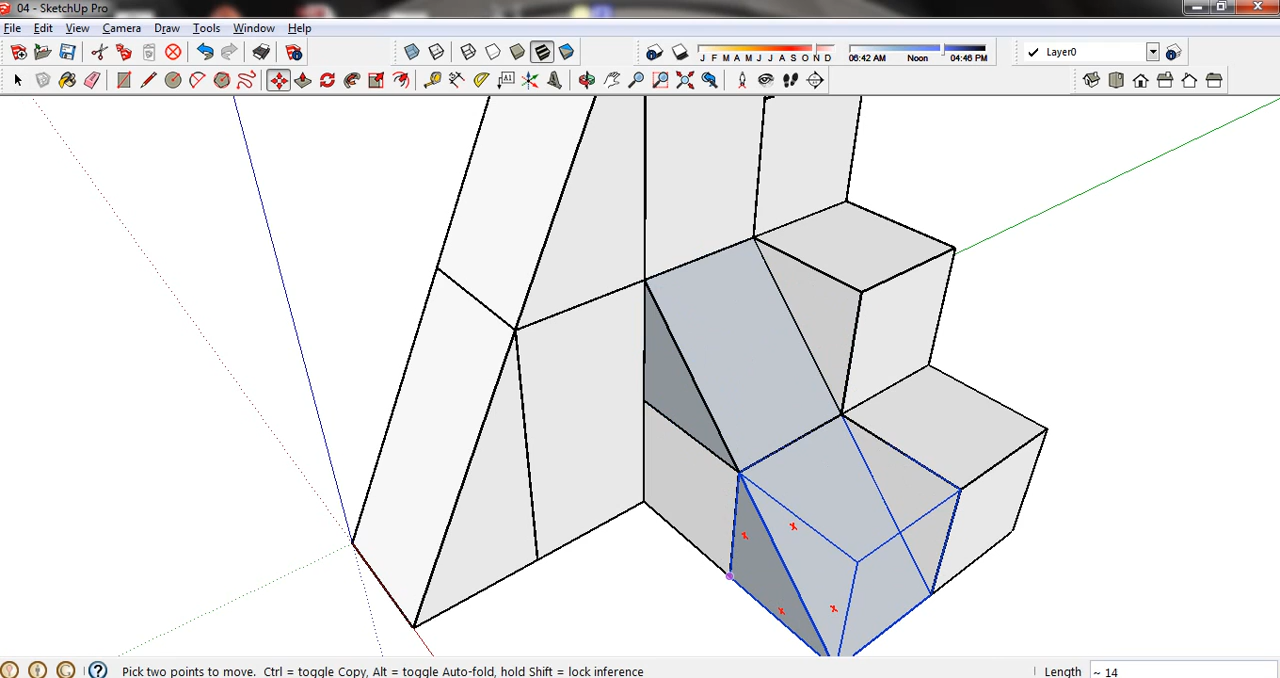 04 - SketchUp Pro
File Edit View Camera Draw Tools Window Help
J F M A M J J A S O N D 06:42 AM Noon 04:46 PM Layer0
Pick two points to move. Ctrl = toggle Copy, Alt = toggle Auto-fold, hold Shift = lock inference Length ~ 14